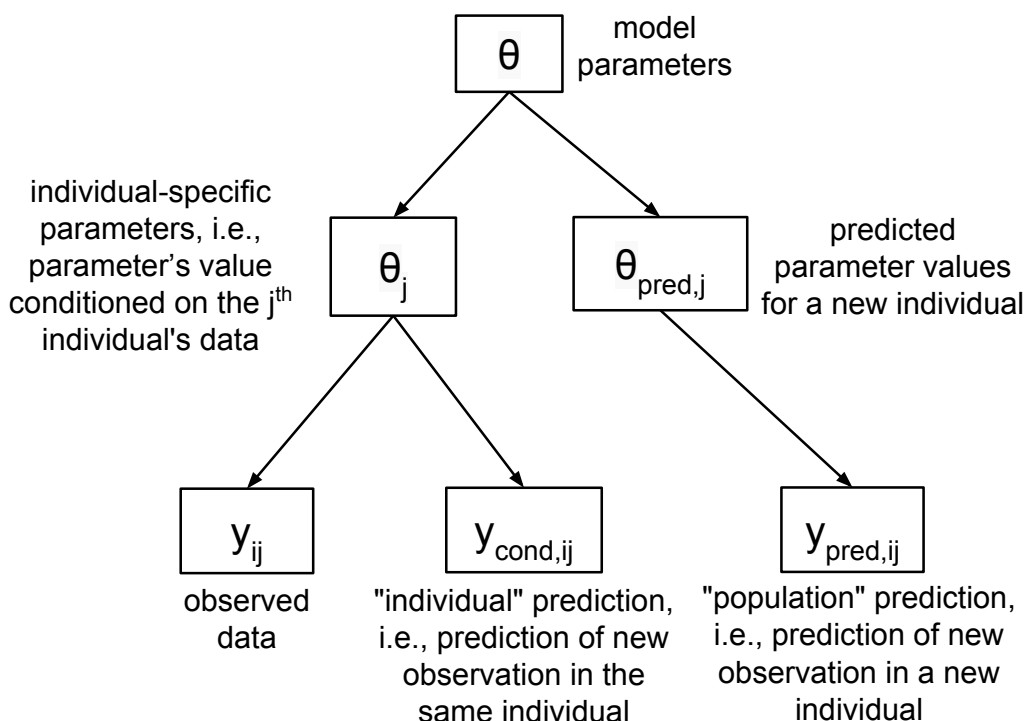 θ
model
parameters
individual-specific
parameters, i.e.,
parameter's value
conditioned on the jth
individual's data
θj
θpred,j
predicted
parameter values
for a new individual
yij
ycond,ij
ypred,ij
observed
data
"individual" prediction,
i.e., prediction of new
observation in the
same individual
"population" prediction,
i.e., prediction of new
observation in a new
individual